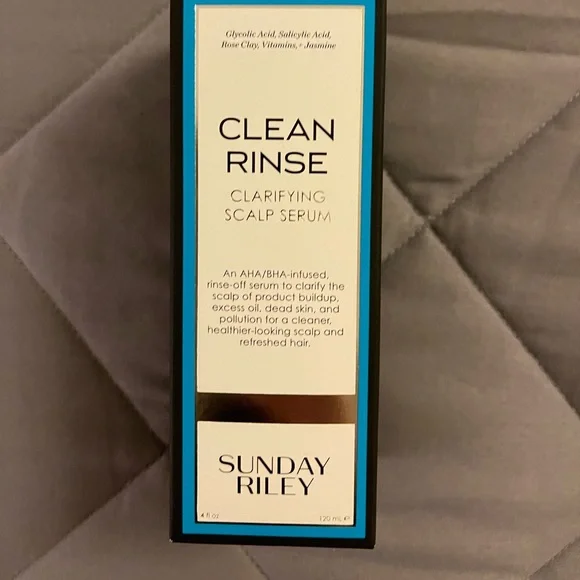 Glycolic Acid, Salicylic Acid,
Rose Clay, Vitamins, + Jasmine
CLEAN
RINSE
CLARIFYING
SCALP SERUM
An AHA/BHA-infused,
rinse-off serum to clarify the
scalp of product buildup,
excess oil, dead skin, and
pollution for a cleaner,
healthier-looking scalp and
refreshed hair.
SUNDAY
RILEY
4 fl oz 120 mL ℮